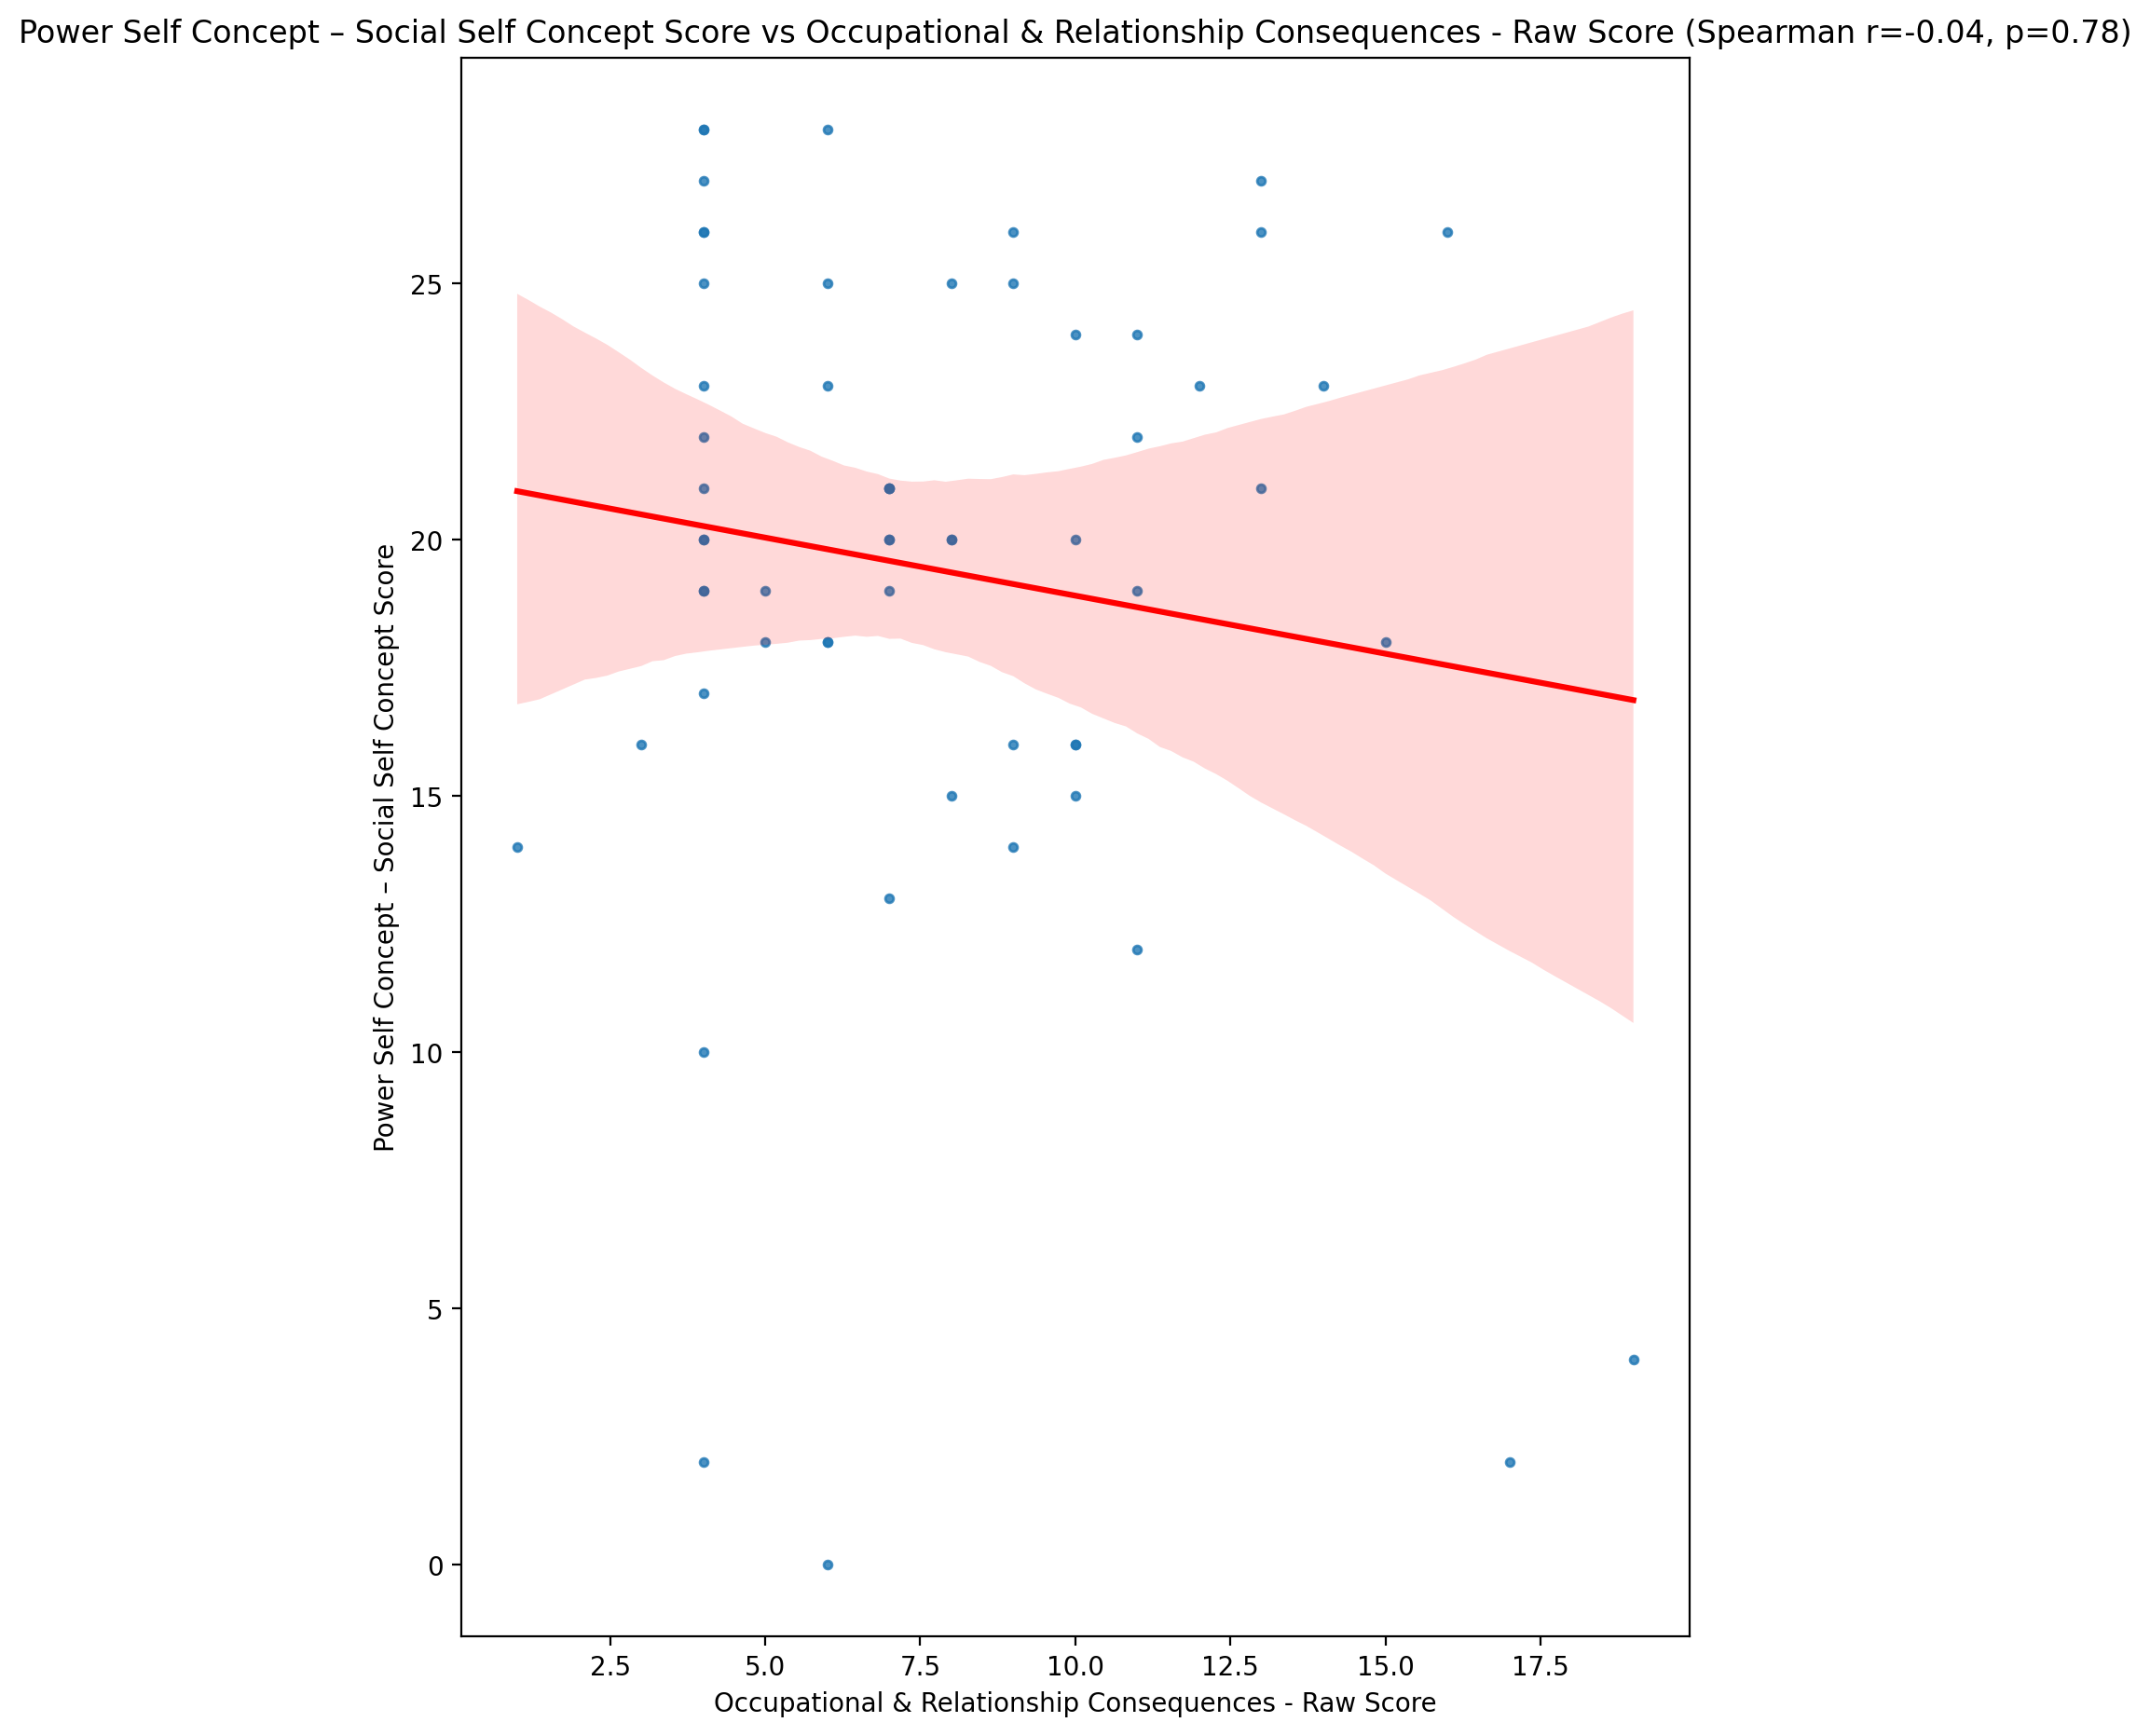 Power Self Concept – Social Self Concept Score vs Occupational & Relationship Consequences - Raw Score (Spearman r=-0.04, p=0.78)
Power Self Concept – Social Self Concept Score
25
20
15
10
5
0
2.5 5.0 7.5 10.0 12.5 15.0 17.5
Occupational & Relationship Consequences - Raw Score